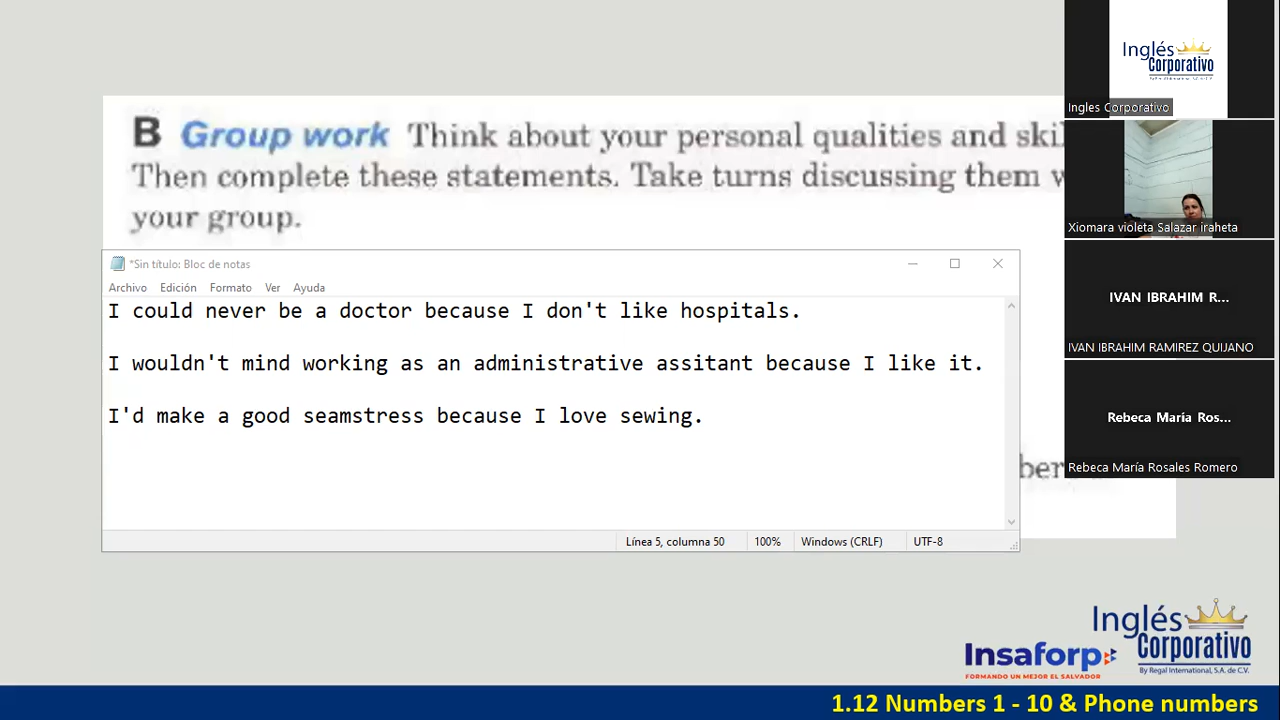 B Group work Think about your personal qualities and skil
Then complete these statements. Take turns discussing them w
your group.
*Sin título: Bloc de notas
Archivo Edición Formato Ver Ayuda
I could never be a doctor because I don't like hospitals.
I wouldn't mind working as an administrative assitant because I like it.
I'd make a good seamstress because I love sewing.
Línea 5, columna 50 100% Windows (CRLF) UTF-8
Inglés
Corporativo
Ingles Corporativo
Xiomara violeta Salazar iraheta
IVAN IBRAHIM R...
IVAN IBRAHIM RAMIREZ QUIJANO
Rebeca María Ros...
Rebeca María Rosales Romero
Insaforp
FORMANDO UN MEJOR EL SALVADOR
Inglés
Corporativo
By Regal International, S.A. de C.V.
1.12 Numbers 1 - 10 & Phone numbers